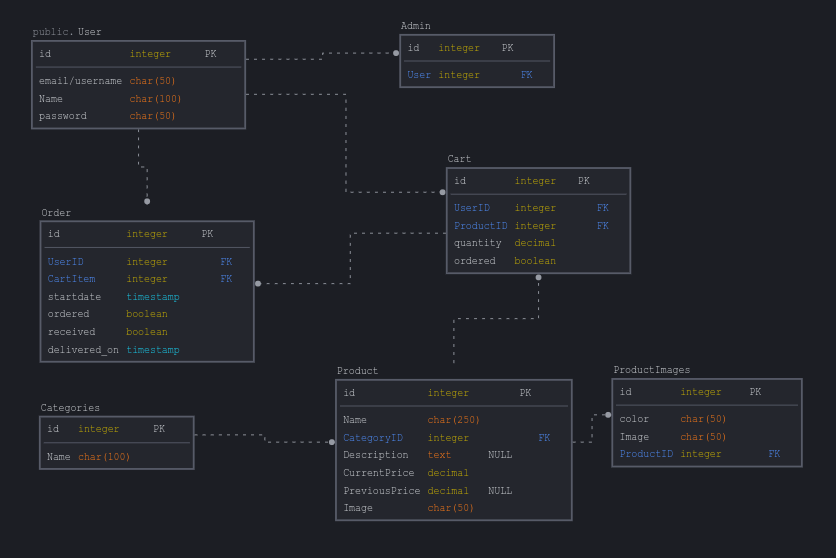 public. User
id integer PK
email/username char(50)
Name char(100)
password char(50)
Admin
id integer PK
User integer FK
Cart
id integer PK
UserID integer FK
ProductID integer FK
quantity decimal
ordered boolean
Order
id integer PK
UserID integer FK
CartItem integer FK
startdate timestamp
ordered boolean
received boolean
delivered_on timestamp
Categories
id integer PK
Name char(100)
Product
id integer PK
Name char(250)
CategoryID integer FK
Description text NULL
CurrentPrice decimal
PreviousPrice decimal NULL
Image char(50)
ProductImages
id integer PK
color char(50)
Image char(50)
ProductID integer FK